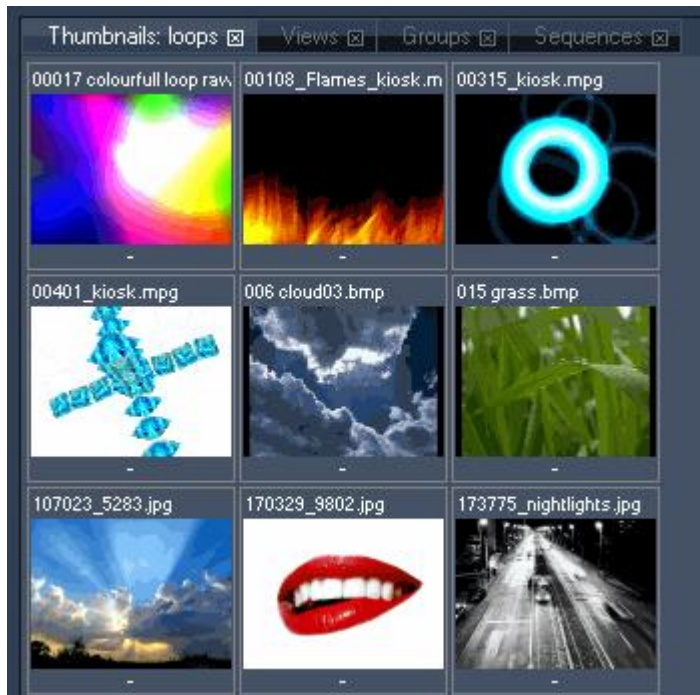 Thumbnails: loops Views Groups Sequences
00017 colourfull loop raw 00108_Flames_kiosk.m 00315_kiosk.mpg
- - -
00401_kiosk.mpg 006 cloud03.bmp 015 grass.bmp
- - -
107023_5283.jpg 170329_9802.jpg 173775_nightlights.jpg
- - -